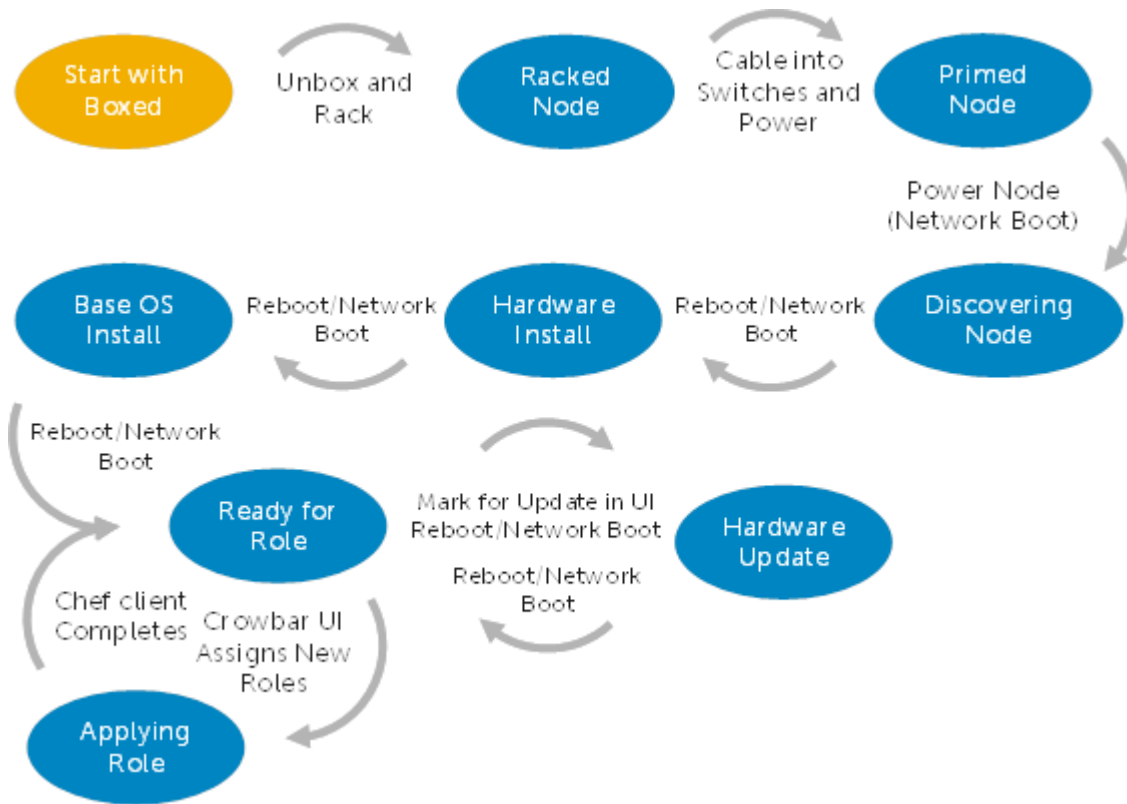 Start with
Boxed
Unbox and
Rack
Racked
Node
Cable into
Switches and
Power
Primed
Node
Power Node
(Network Boot)
Discovering
Node
Reboot/Network
Boot
Hardware
Install
Reboot/Network
Boot
Base OS
Install
Reboot/Network
Boot
Ready for
Role
Mark for Update in UI
Reboot/Network Boot
Hardware
Update
Reboot/Network
Boot
Chef client
Completes
Crowbar UI
Assigns New
Roles
Applying
Role